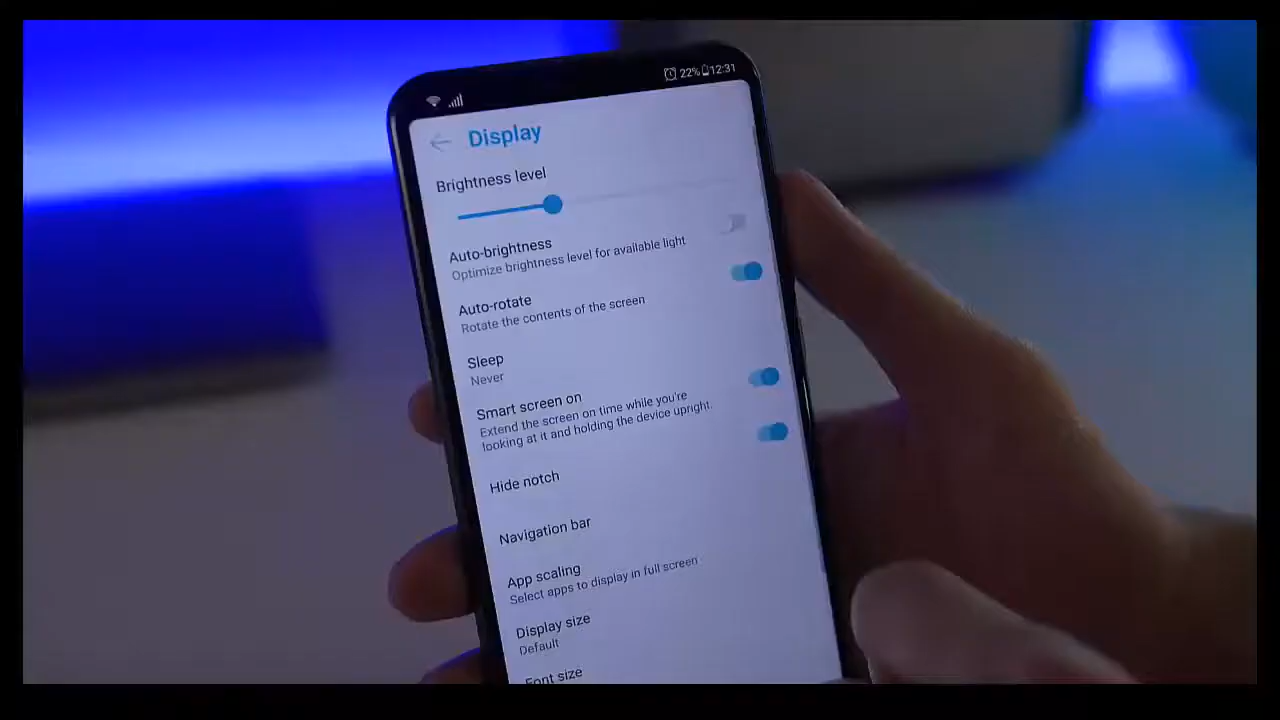 22% 12:31
Display
Brightness level
Auto-brightness
Optimize brightness level for available light
Auto-rotate
Rotate the contents of the screen
Sleep
Never
Smart screen on
Extend the screen on time while you're
looking at it and holding the device upright.
Hide notch
Navigation bar
App scaling
Select apps to display in full screen
Display size
Default
Font size